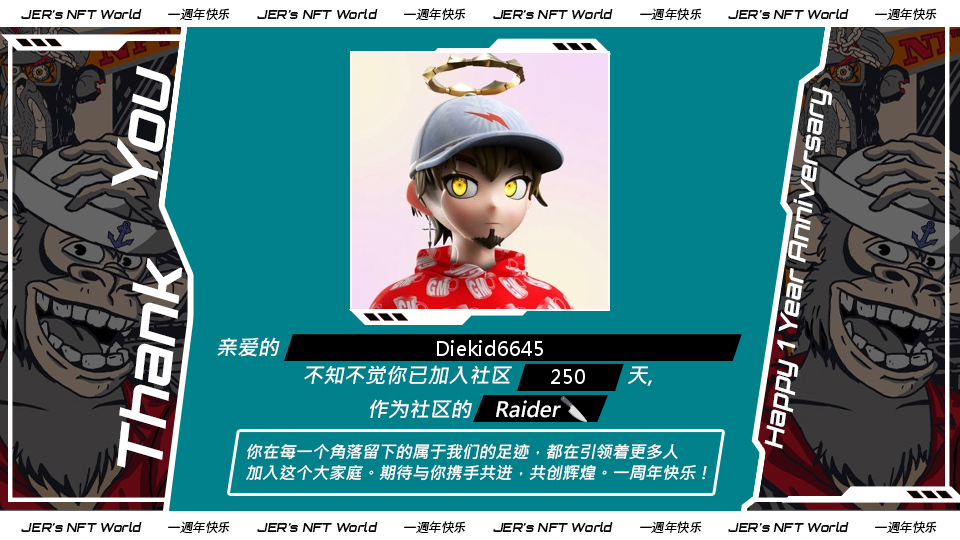 JER's NFT World 一週年快乐 JER's NFT World 一週年快乐 JER's NFT World 一週年快乐 JER's NFT World 一週年快乐
Thank You
GM GM GM
亲爱的 Diekid6645
不知不觉你已加入社区 250 天,
作为社区的 Raider
你在每一个角落留下的属于我们的足迹，都在引领着更多人
加入这个大家庭。期待与你携手共进，共创辉煌。一周年快乐！
Happy 1 Year Anniversary
JER's NFT World 一週年快乐 JER's NFT World 一週年快乐 JER's NFT World 一週年快乐 JER's NFT World 一週年快乐